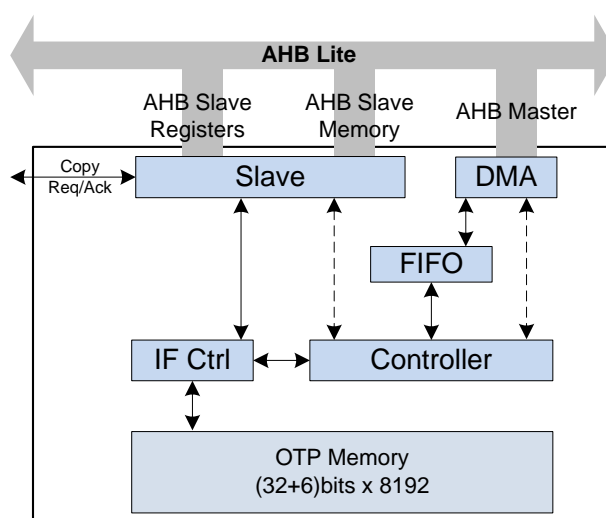 AHB Lite
AHB Slave
Registers
AHB Slave
Memory
AHB Master
Copy
Req/Ack
Slave
DMA
FIFO
IF Ctrl
Controller
OTP Memory
(32+6)bits x 8192